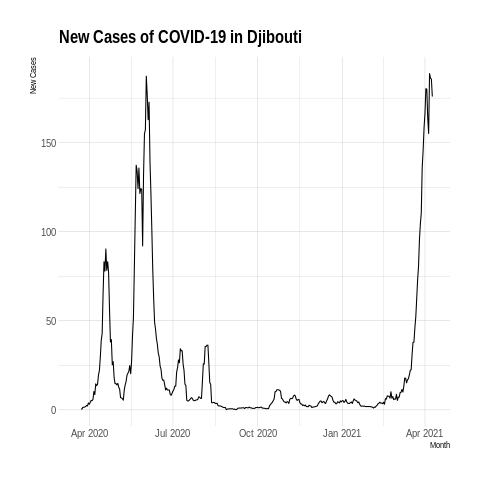 New Cases of COVID-19 in Djibouti
New Cases
150
100
50
0
Apr 2020 Jul 2020 Oct 2020 Jan 2021 Apr 2021
Month